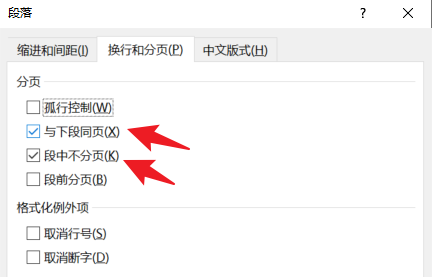 段落
缩进和间距(I) 换行和分页(P) 中文版式(H)
分页
孤行控制(W)
与下段同页(X)
段中不分页(K)
段前分页(B)
格式化例外项
取消行号(S)
取消断字(D)